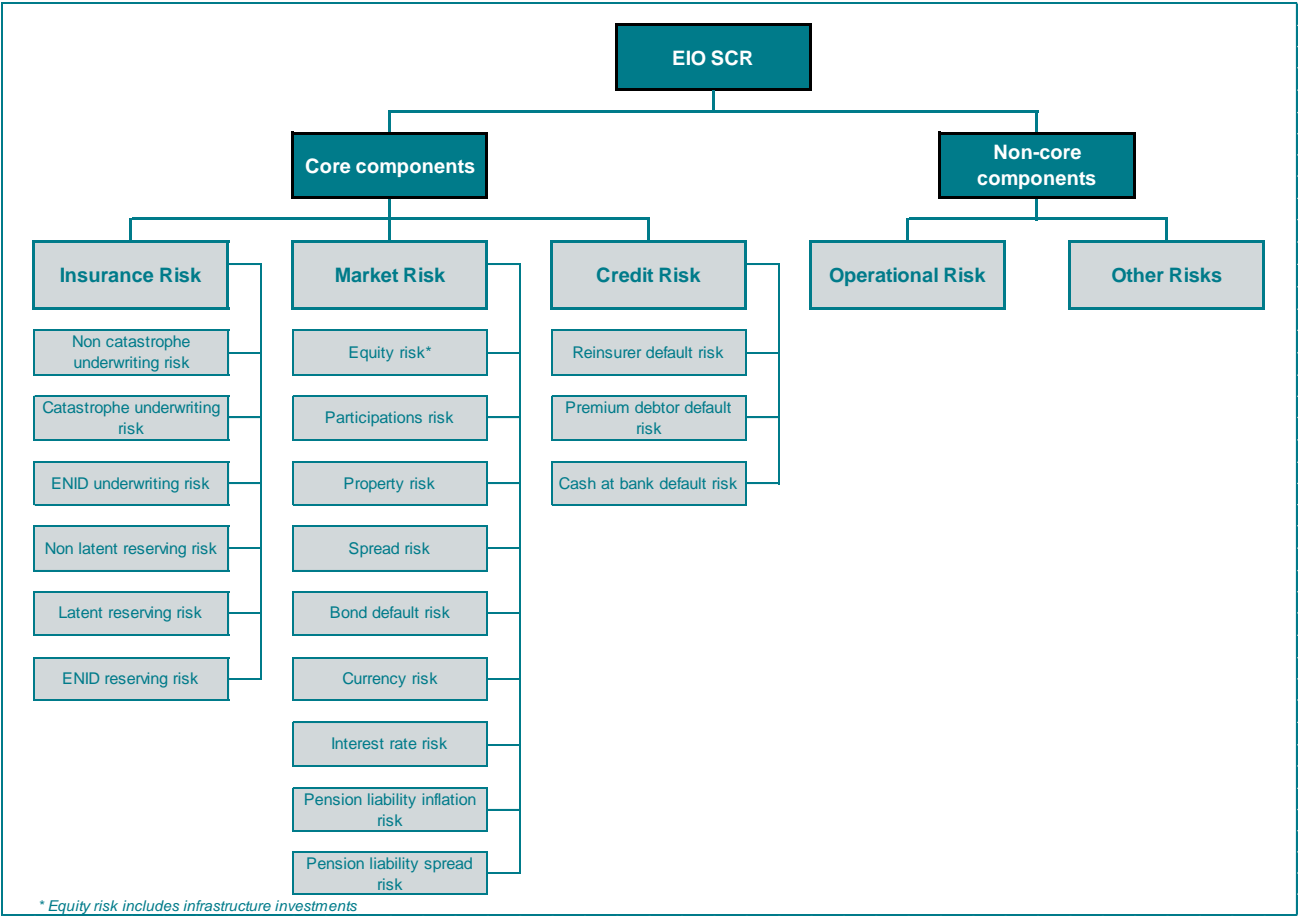 EIO SCR
Core components
Non-core
components
Insurance Risk
Market Risk
Credit Risk
Operational Risk
Other Risks
Non catastrophe
underwriting risk
Catastrophe underwriting
risk
ENID underwriting risk
Non latent reserving risk
Latent reserving risk
ENID reserving risk
Equity risk*
Participations risk
Property risk
Spread risk
Bond default risk
Currency risk
Interest rate risk
Pension liability inflation
risk
Pension liability spread
risk
Reinsurer default risk
Premium debtor default
risk
Cash at bank default risk
* Equity risk includes infrastructure investments